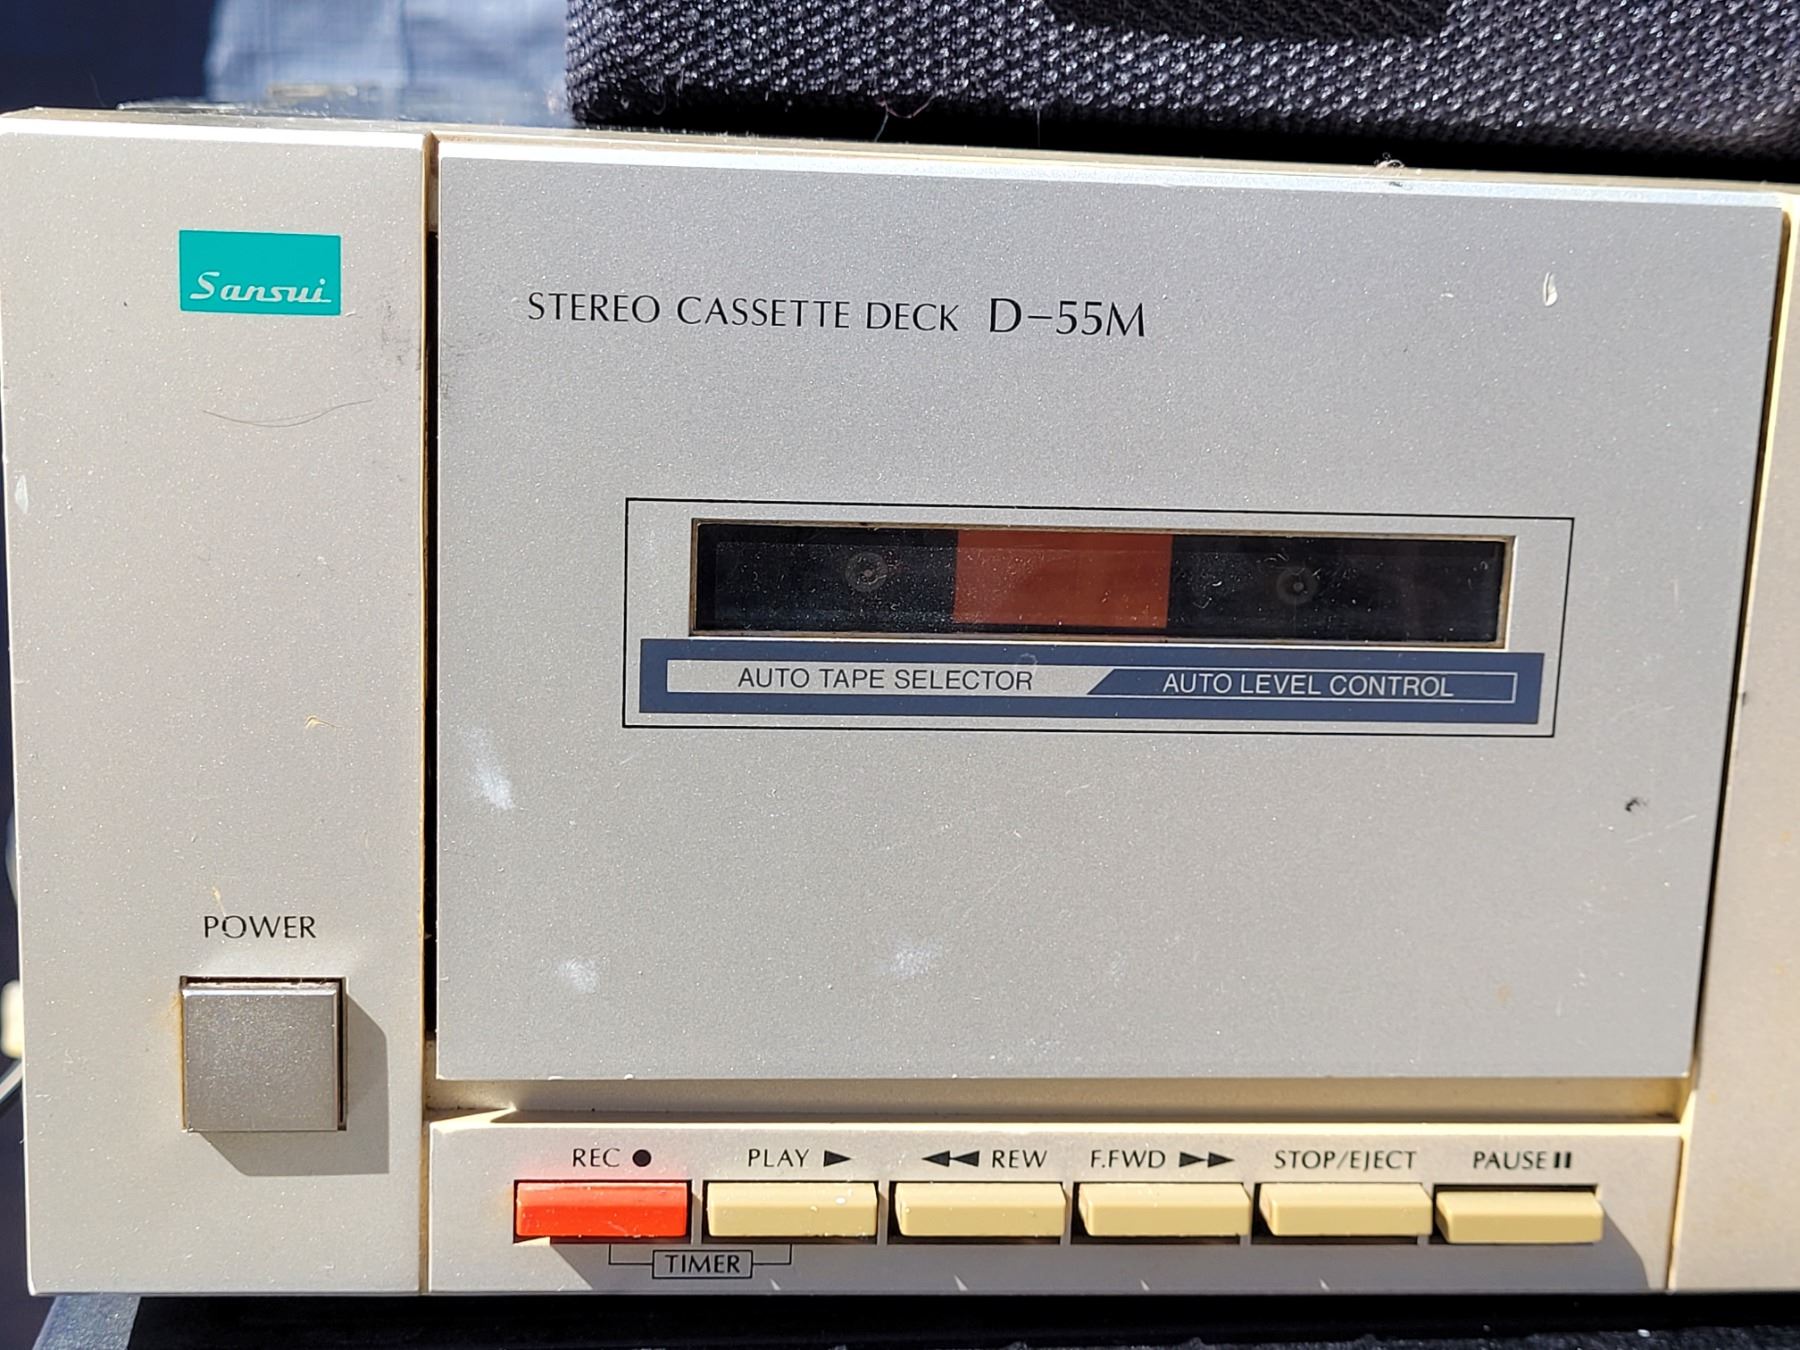 Sansui
STEREO CASSETTE DECK D-55M
AUTO TAPE SELECTOR AUTO LEVEL CONTROL
POWER
REC ● PLAY ▶ ◀◀ REW F.FWD ▶▶ STOP/EJECT PAUSE ⏸
TIMER